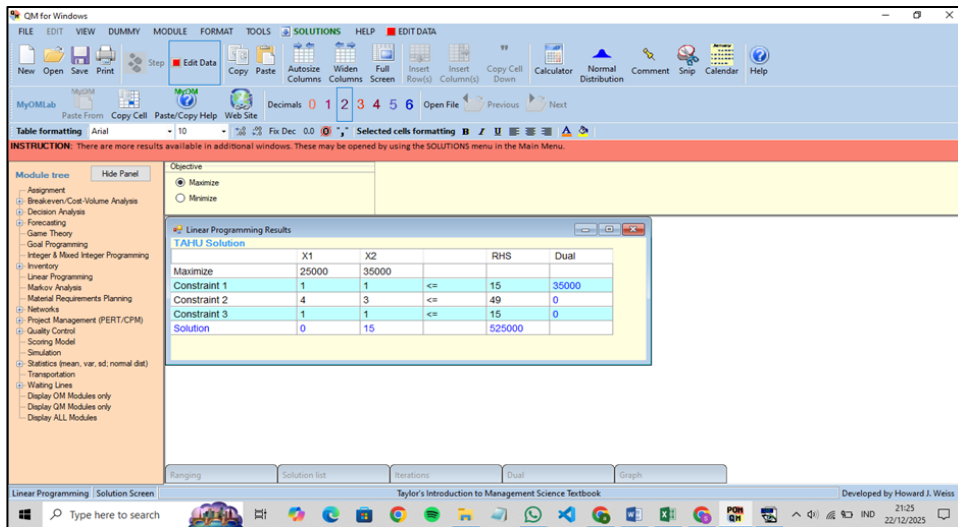 QM for Windows
FILE EDIT VIEW DUMMY MODULE FORMAT TOOLS SOLUTIONS HELP EDIT DATA
New Open Save Print Step Edit Data Copy Paste Autosize Columns Widen Columns Full Screen Insert Row(s) Insert Column(s) Copy Cell Down Calculator Normal Distribution Comment Snip Calendar Help
MyOMLab Paste From Copy Cell Paste/Copy Help Web Site Decimals 0 1 2 3 4 5 6 Open File Previous Next
Table formatting Arial 10 Fix Dec 0.0 Selected cells formatting B I U
INSTRUCTION: There are more results available in additional windows. These may be opened by using the SOLUTIONS menu in the Main Menu.
Module tree Hide Panel
Assignment
Breakeven/Cost-Volume Analysis
Decision Analysis
Forecasting
Game Theory
Goal Programming
Integer & Mixed Integer Programming
Inventory
Linear Programming
Markov Analysis
Material Requirements Planning
Networks
Project Management (PERT/CPM)
Quality Control
Scoring Model
Simulation
Statistics (mean, var, sd; normal dist)
Transportation
Waiting Lines
Display OM Modules only
Display QM Modules only
Display ALL Modules
Objective
Maximize
Minimize
Linear Programming Results
TAHU Solution
X1 X2 RHS Dual
Maximize 25000 35000
Constraint 1 1 1 <= 15 35000
Constraint 2 4 3 <= 49 0
Constraint 3 1 1 <= 15 0
Solution 0 15 525000
Ranging Solution list Iterations Dual Graph
Linear Programming Solution Screen Taylor's Introduction to Management Science Textbook Developed by Howard J. Weiss
Type here to search IND 21:25
22/12/2025